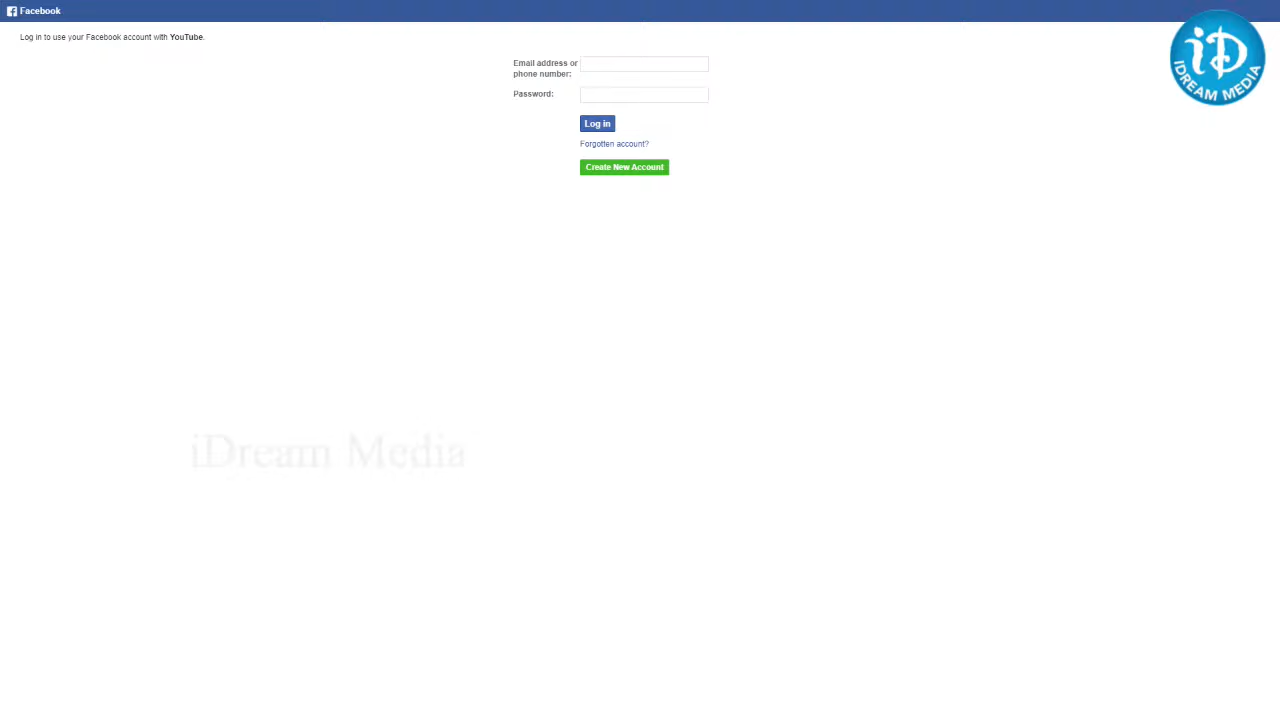 Facebook
Log in to use your Facebook account with YouTube.
Email address or
phone number:
Password:
Log in
Forgotten account?
Create New Account
iD
IDREAM MEDIA
iDream Media